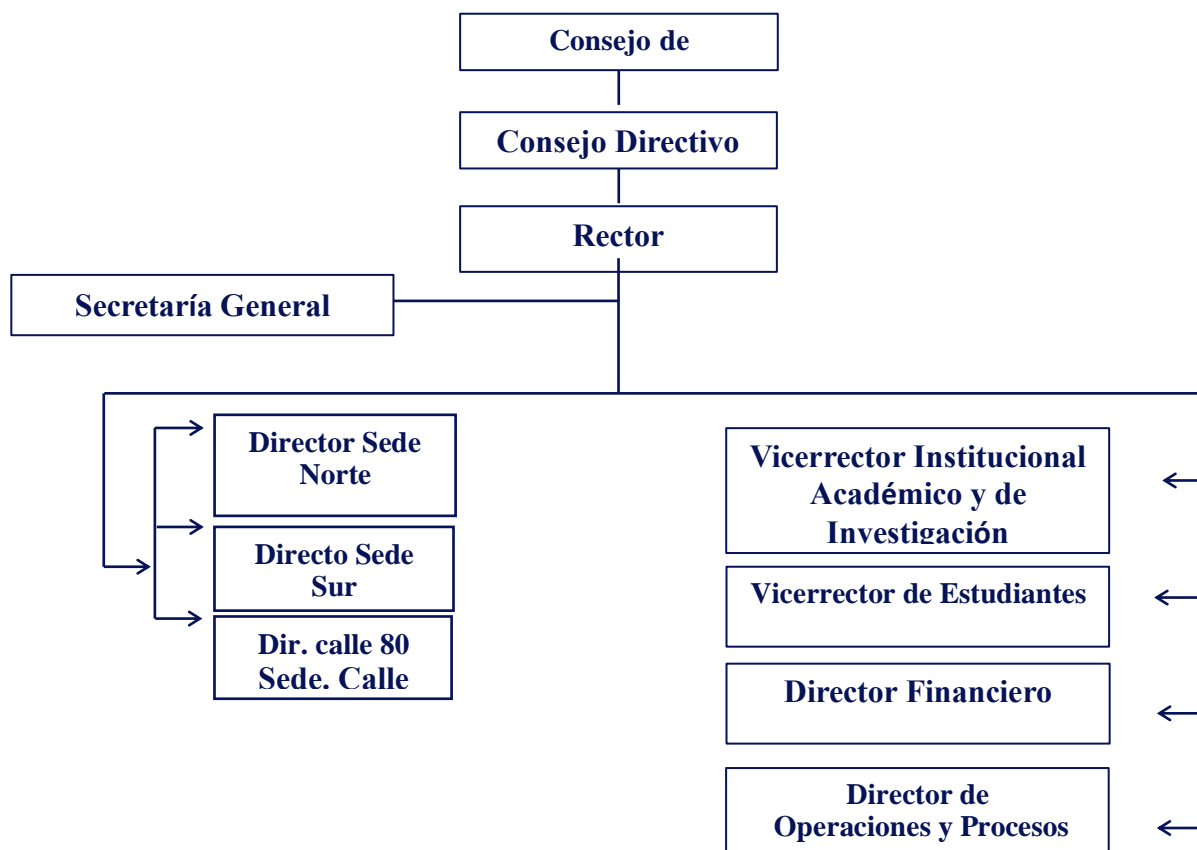 Consejo de
Consejo Directivo
Rector
Secretaría General
Director Sede
Norte
Directo Sede
Sur
Dir. calle 80
Sede. Calle
Vicerrector Institucional
Académico y de
Investigación
Vicerrector de Estudiantes
Director Financiero
Director de
Operaciones y Procesos